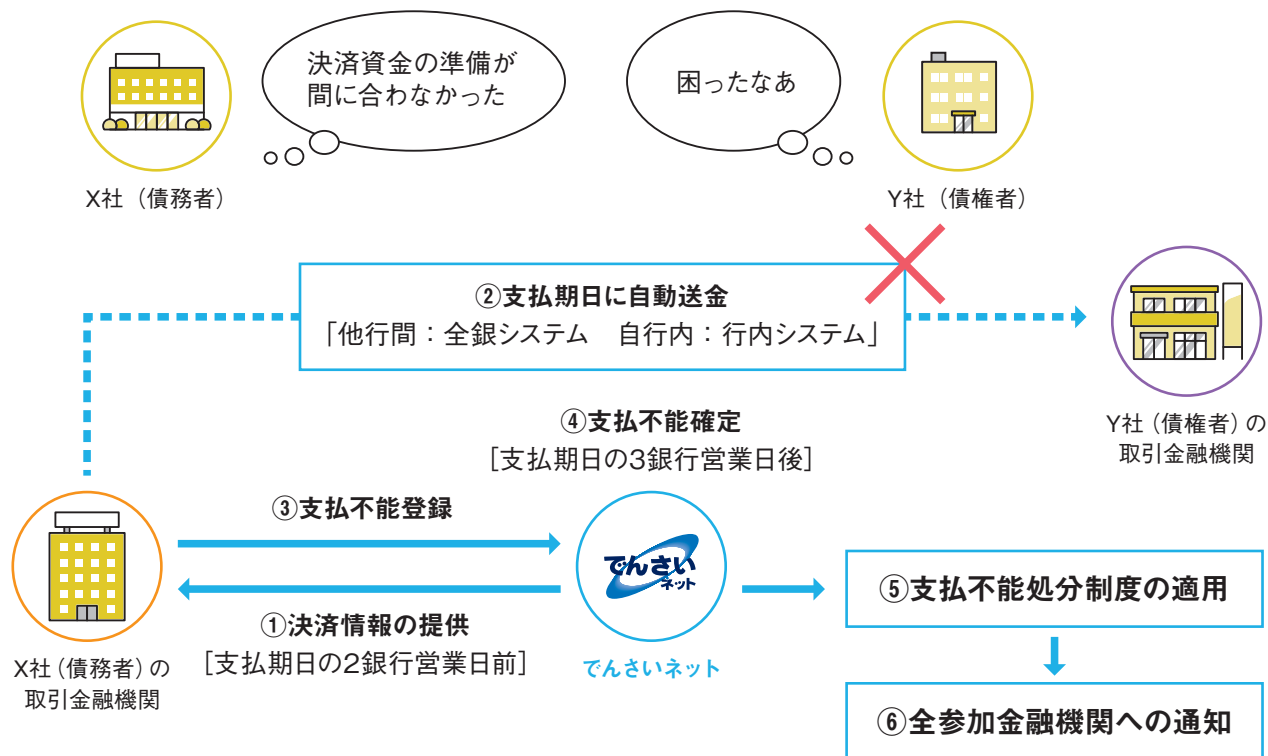 決済資金の準備が
間に合わなかった
困ったなあ
X社（債務者）
Y社（債権者）
②支払期日に自動送金
「他行間：全銀システム　自行内：行内システム」
Y社（債権者）の
取引金融機関
④支払不能確定
［支払期日の3銀行営業日後］
③支払不能登録
でんさい
ネット
①決済情報の提供
［支払期日の2銀行営業日前］
X社（債務者）の
取引金融機関
でんさいネット
⑤支払不能処分制度の適用
⑥全参加金融機関への通知